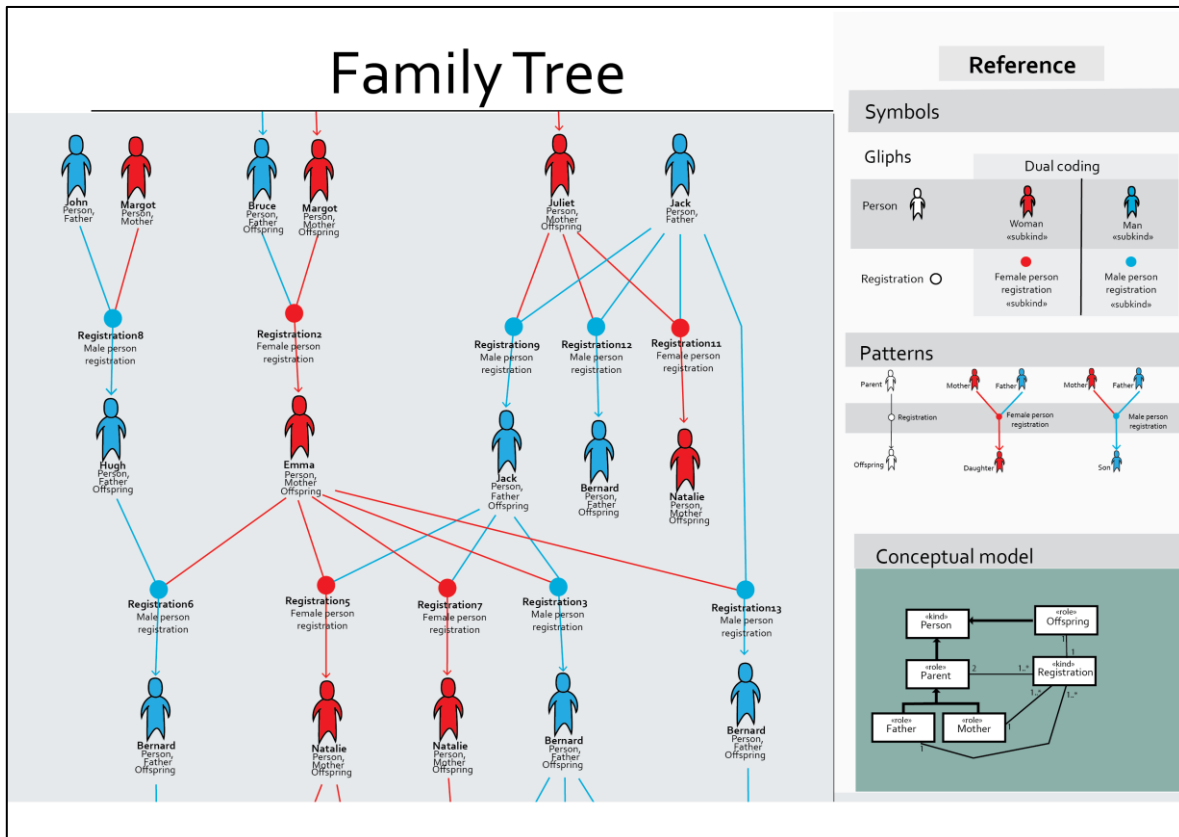 Family Tree
John
Person,
Father
Margot
Person,
Mother
Bruce
Person,
Father
Offspring
Margot
Person,
Mother
Offspring
Juliet
Person,
Mother
Offspring
Jack
Person,
Father
Registration8
Male person
registration
Registration2
Female person
registration
Registration9
Male person
registration
Registration12
Male person
registration
Registration11
Female person
registration
Hugh
Person,
Father
Offspring
Emma
Person,
Mother
Offspring
Jack
Person,
Father
Offspring
Bernard
Person,
Father
Offspring
Natalie
Person,
Mother
Offspring
Registration6
Male person
registration
Registration5
Female person
registration
Registration7
Female person
registration
Registration3
Male person
registration
Registration13
Male person
registration
Bernard
Person,
Father
Offspring
Natalie
Person,
Mother
Offspring
Natalie
Person,
Mother
Offspring
Bernard
Person,
Father
Offspring
Bernard
Person,
Father
Offspring
Reference
Symbols
Gliphs
Dual coding
Person
Woman
«subkind»
Man
«subkind»
Registration
Female person
registration
«subkind»
Male person
registration
«subkind»
Patterns
Parent
Registration
Offspring
Mother
Father
Female person
registration
Daughter
Mother
Father
Male person
registration
Son
Conceptual model
«kind»
Person
«role»
Offspring
1
1
«role»
Parent
2
1..*
«kind»
Registration
1..*
1..*
«role»
Father
«role»
Mother
1
1